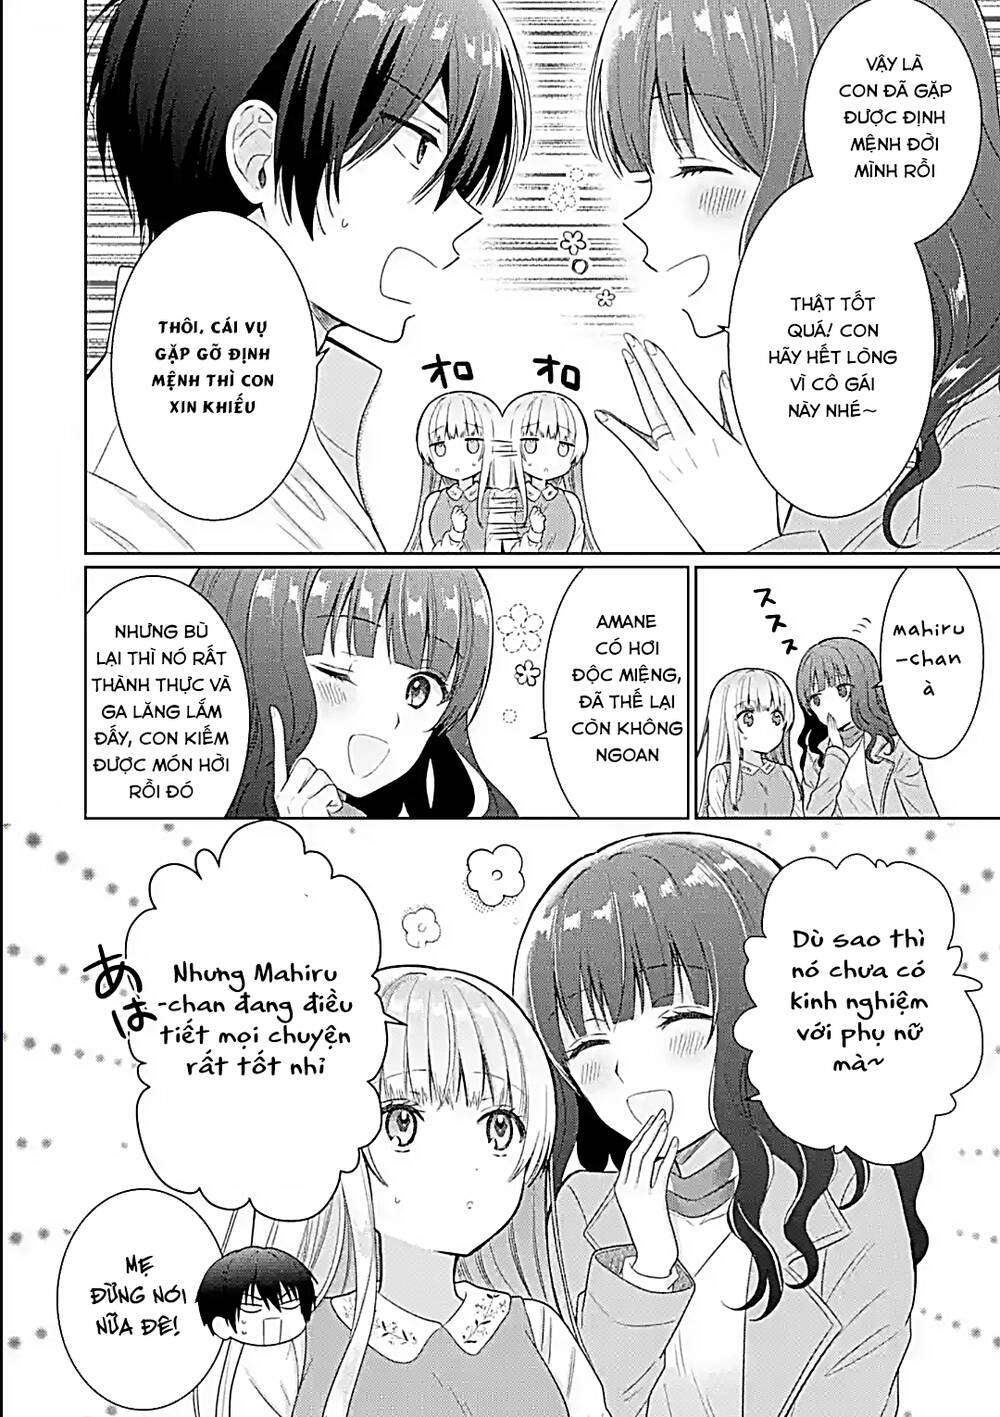 VẬY LÀ
CON ĐÃ GẶP
ĐƯỢC ĐỊNH
MỆNH ĐỜI
MÌNH RỒI
THẬT TỐT
QUÁ! CON
HÃY HẾT LÒNG
VÌ CÔ GÁI
NÀY NHÉ~
THÔI, CÁI VỤ
GẶP GỠ ĐỊNH
MỆNH THÌ CON
XIN KHIẾU
オロ
オロ
Mahiru
-chan
à
ススス
AMANE
CÓ HƠI
ĐỘC MIỆNG,
ĐÃ THẾ LẠI
CÒN KHÔNG
NGOAN
NHƯNG BÙ
LẠI THÌ NÓ RẤT
THÀNH THỰC VÀ
GA LĂNG LẮM
ĐẤY, CON KIẾM
ĐƯỢC MÓN HỜI
RỒI ĐÓ
Dù sao thì
nó chưa có
kinh nghiệm
với phụ nữ
mà~
Nhưng Mahiru
-chan đang điều
tiết mọi chuyện
rất tốt nhỉ
あは
MẸ
ĐỪNG NÓI
NỮA ĐÊ!